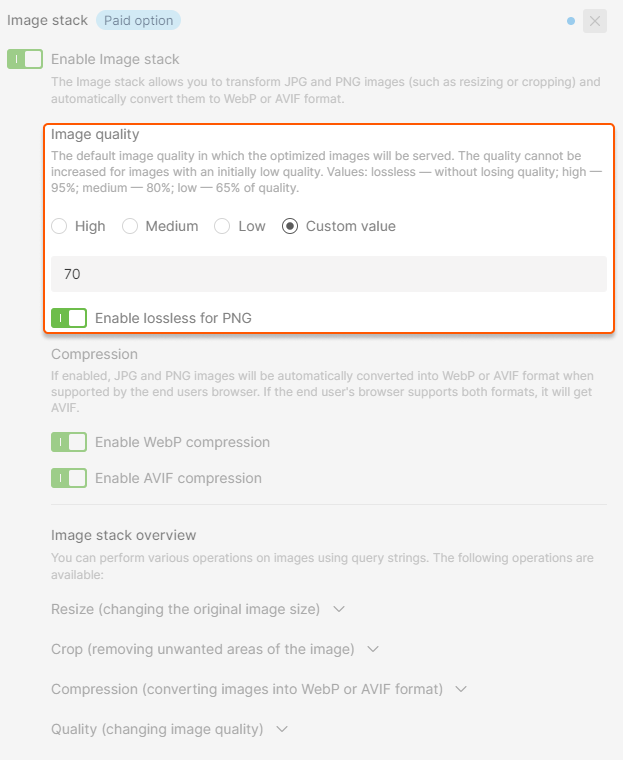 Image stack Paid option
Enable Image stack
The Image stack allows you to transform JPG and PNG images (such as resizing or cropping) and
automatically convert them to WebP or AVIF format.
Image quality
The default image quality in which the optimized images will be served. The quality cannot be
increased for images with an initially low quality. Values: lossless — without losing quality; high —
95%; medium — 80%; low — 65% of quality.
High Medium Low Custom value
70
Enable lossless for PNG
Compression
If enabled, JPG and PNG images will be automatically converted into WebP or AVIF format when
supported by the end users browser. If the end user's browser supports both formats, it will get
AVIF.
Enable WebP compression
Enable AVIF compression
Image stack overview
You can perform various operations on images using query strings. The following operations are
available:
Resize (changing the original image size)
Crop (removing unwanted areas of the image)
Compression (converting images into WebP or AVIF format)
Quality (changing image quality)